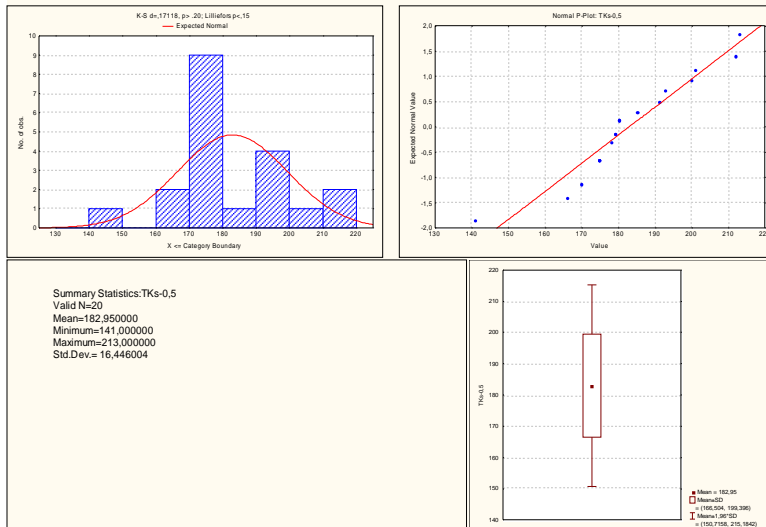 K-S d=,17118, p> .20; Lilliefors p<,15
Expected Normal
No. of obs.
10
9
8
7
6
5
4
3
2
1
0
130 140 150 160 170 180 190 200 210 220
X <= Category Boundary
Normal P-Plot: TKs-0,5
Expected Normal Value
2,0
1,5
1,0
0,5
0,0
-0,5
-1,0
-1,5
-2,0
130 140 150 160 170 180 190 200 210 220
Value
Summary Statistics:TKs-0,5
Valid N=20
Mean=182,950000
Minimum=141,000000
Maximum=213,000000
Std.Dev.= 16,446004
TKs-0,5
220
210
200
190
180
170
160
150
140
Mean = 182,95
Mean±SD
= (166,504, 199,396)
Mean±1,96*SD
= (150,7158, 215,1842)